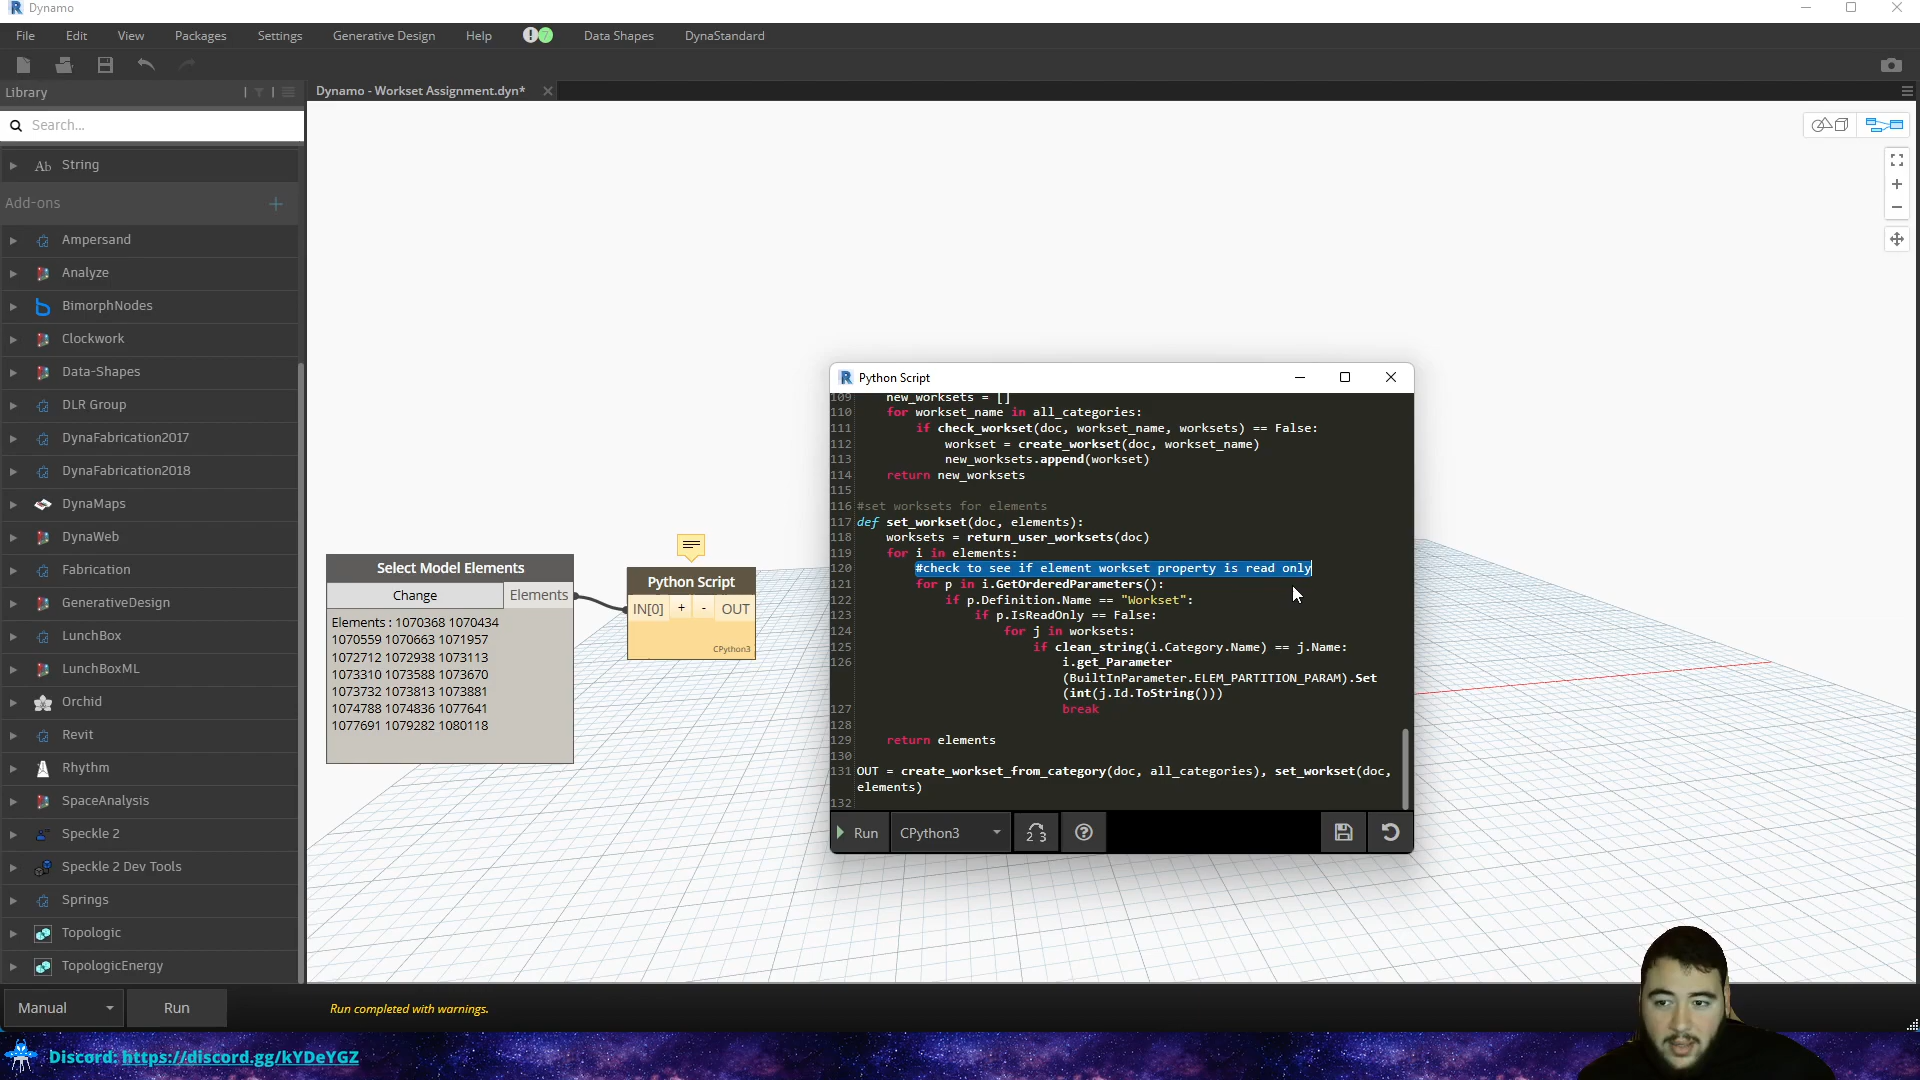 Dynamo
File Edit View Packages Settings Generative Design Help ! 7 Data Shapes DynaStandard
Library
Dynamo - Workset Assignment.dyn*
Search...
Ab String
Add-ons
Ampersand
Analyze
BimorphNodes
Clockwork
Data-Shapes
DLR Group
DynaFabrication2017
DynaFabrication2018
DynaMaps
DynaWeb
Fabrication
GenerativeDesign
LunchBox
LunchBoxML
Orchid
Revit
Rhythm
SpaceAnalysis
Speckle 2
Speckle 2 Dev Tools
Springs
Topologic
TopologicEnergy
Select Model Elements
Change Elements
Elements : 1070368 1070434
1070559 1070663 1071957
1072712 1072938 1073113
1073310 1073588 1073670
1073732 1073813 1073881
1074788 1074836 1077641
1077691 1079282 1080118
Python Script
IN[0] + - OUT
CPython3
Python Script
109 new_worksets = []
110 for workset_name in all_categories:
111 if check_workset(doc, workset_name, worksets) == False:
112 workset = create_workset(doc, workset_name)
113 new_worksets.append(workset)
114 return new_worksets
115
116 #set worksets for elements
117 def set_workset(doc, elements):
118 worksets = return_user_worksets(doc)
119 for i in elements:
120 #check to see if element workset property is read only
121 for p in i.GetOrderedParameters():
122 if p.Definition.Name == "Workset":
123 if p.IsReadOnly == False:
124 for j in worksets:
125 if clean_string(i.Category.Name) == j.Name:
126 i.get_Parameter
(BuiltInParameter.ELEM_PARTITION_PARAM).Set
(int(j.Id.ToString()))
127 break
128
129 return elements
130
131 OUT = create_workset_from_category(doc, all_categories), set_workset(doc,
elements)
132
Run CPython3 2 3 ?
Manual Run Run completed with warnings.
Discord: https://discord.gg/kYDeYGZ